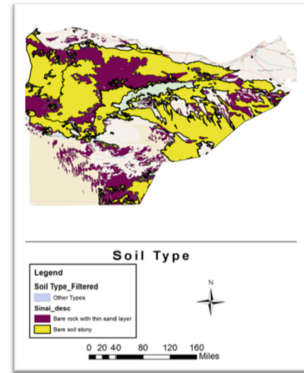 Soil Type
Legend
Soil Type_Filtered
Other Types
Sinai_desc
Bare rock with thin sand layer
Bare soil stony
N
0 20 40 80 120 160
Miles